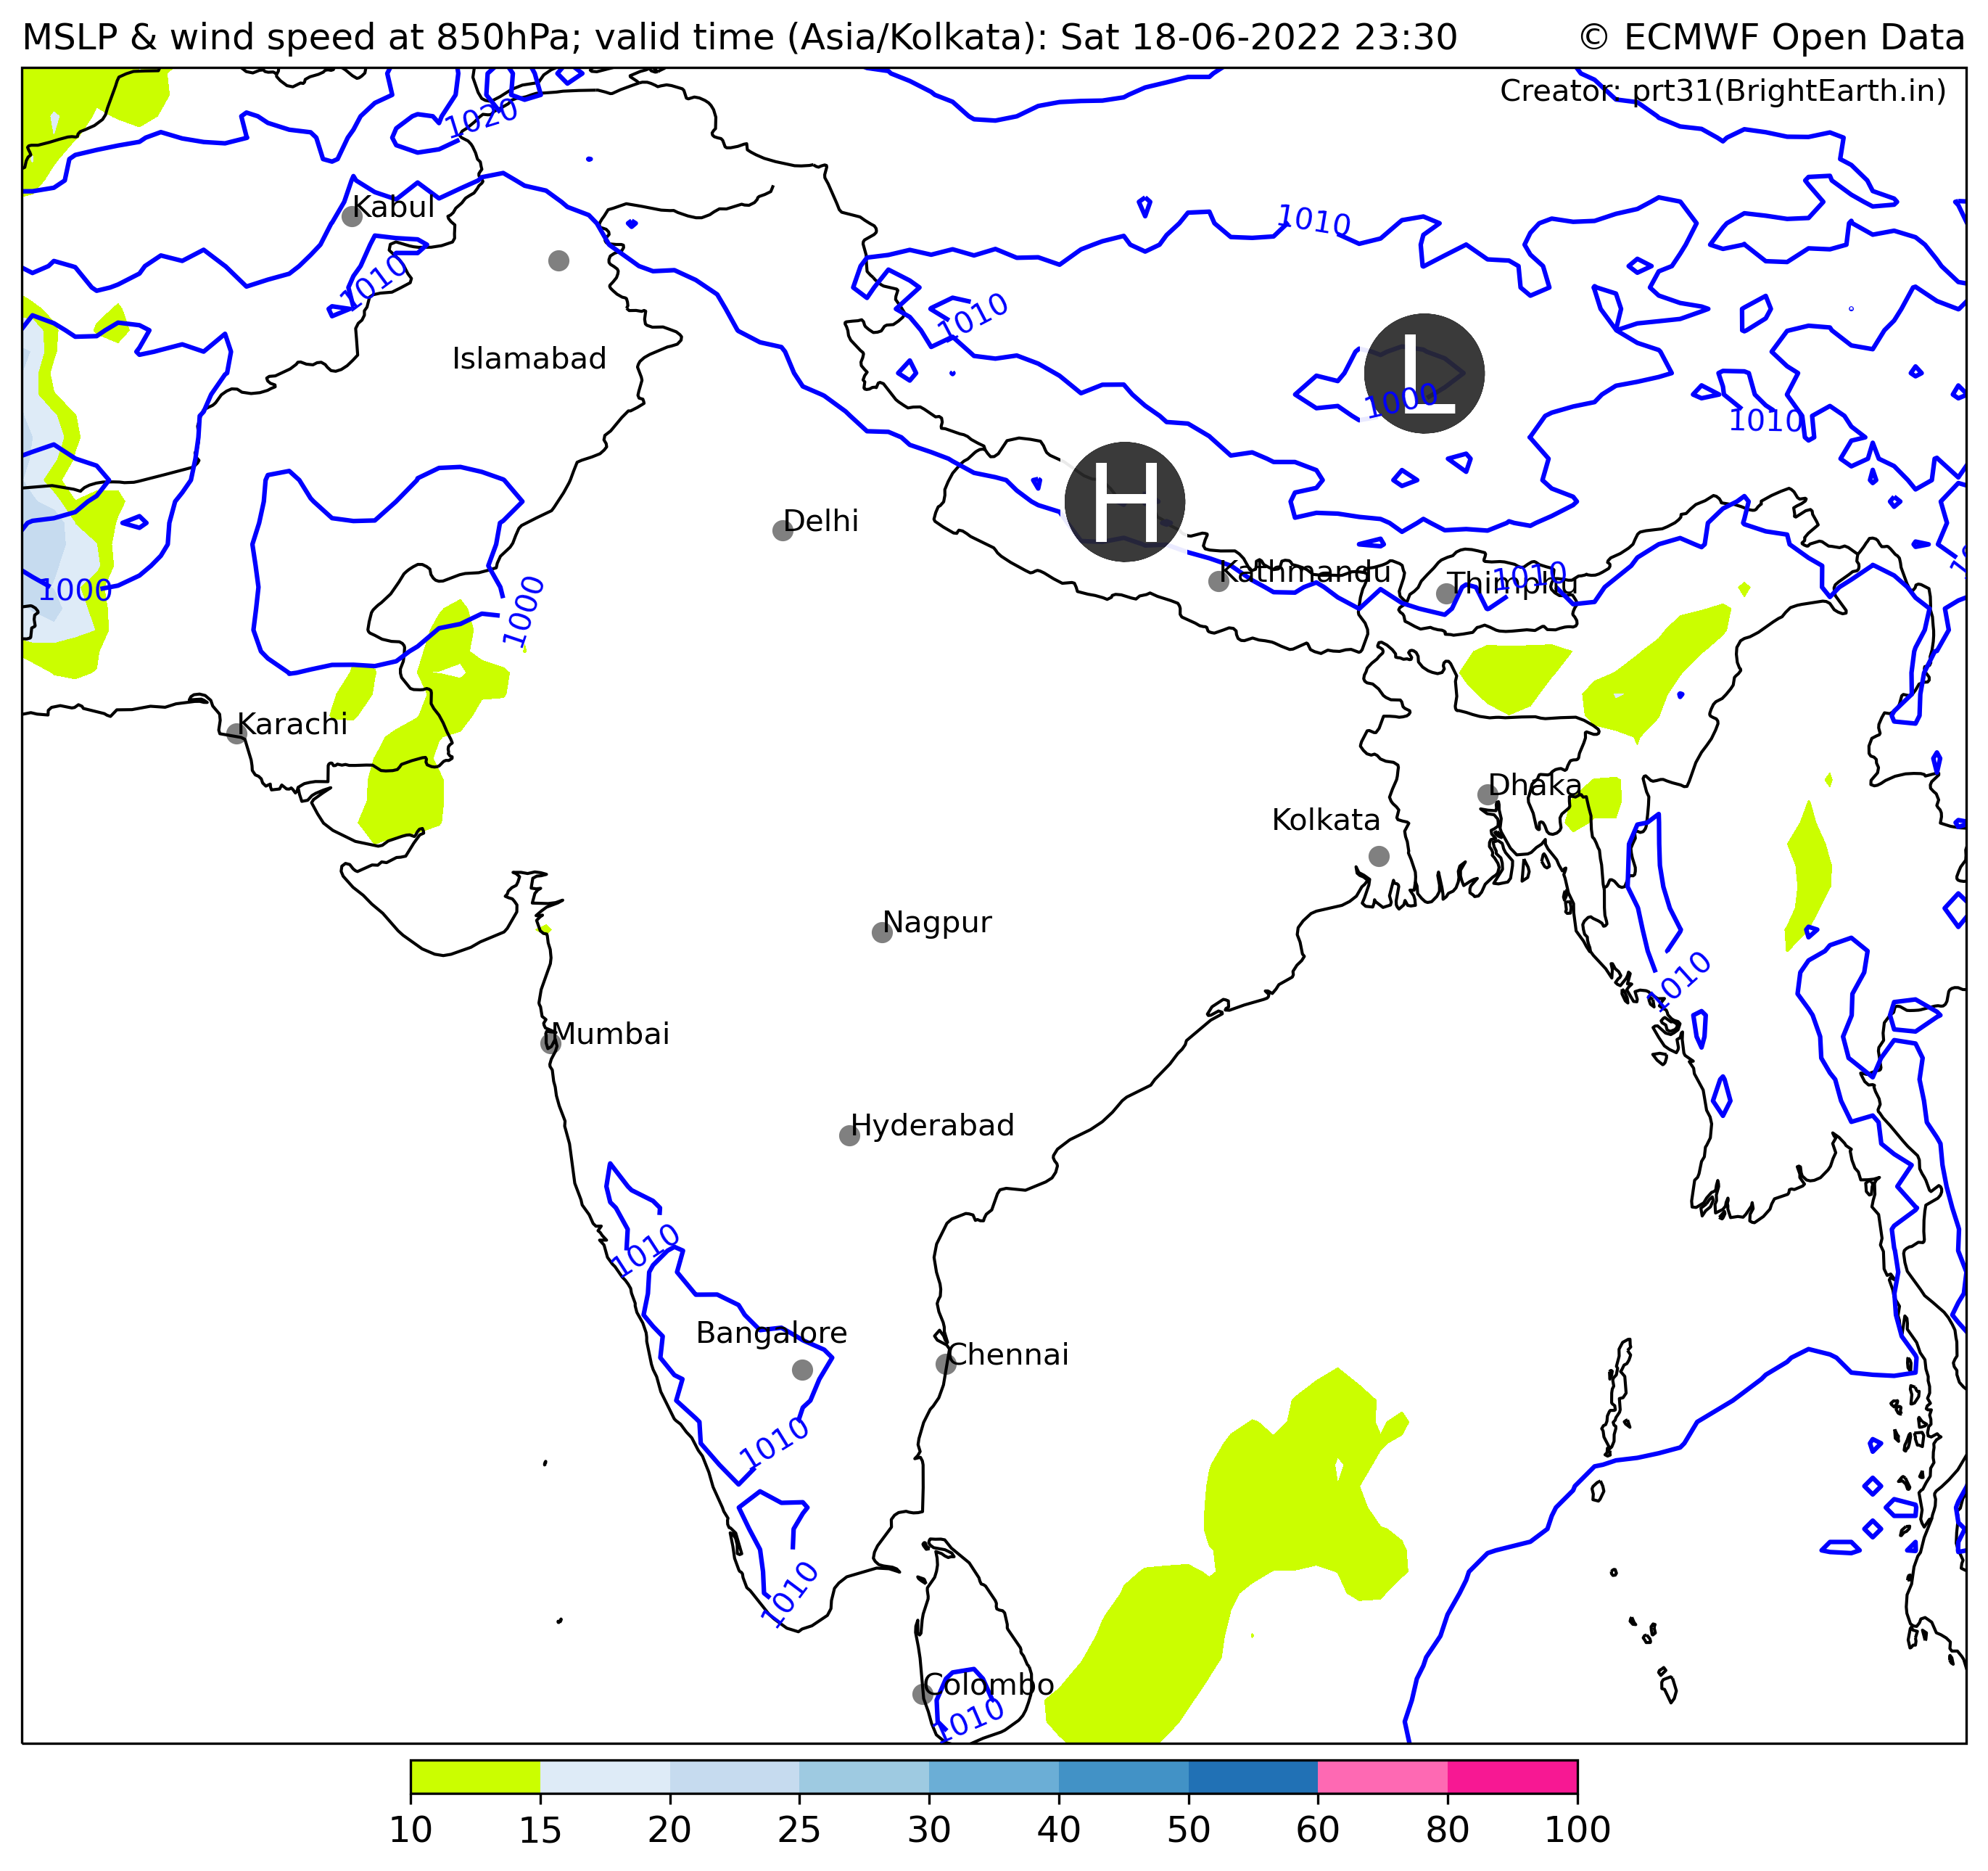 MSLP & wind speed at 850hPa; valid time (Asia/Kolkata): Sat 18-06-2022 23:30
© ECMWF Open Data
Creator: prt31(BrightEarth.in)
1020
Kabul
1010
1010
1010
1010
Islamabad
L
1000
1010
H
Delhi
Kathmandu
Thimphu
1010
1000
1000
Karachi
Dhaka
Kolkata
Nagpur
1010
Mumbai
Hyderabad
1010
Bangalore
Chennai
1010
1010
Colombo
1010
10 15 20 25 30 40 50 60 80 100